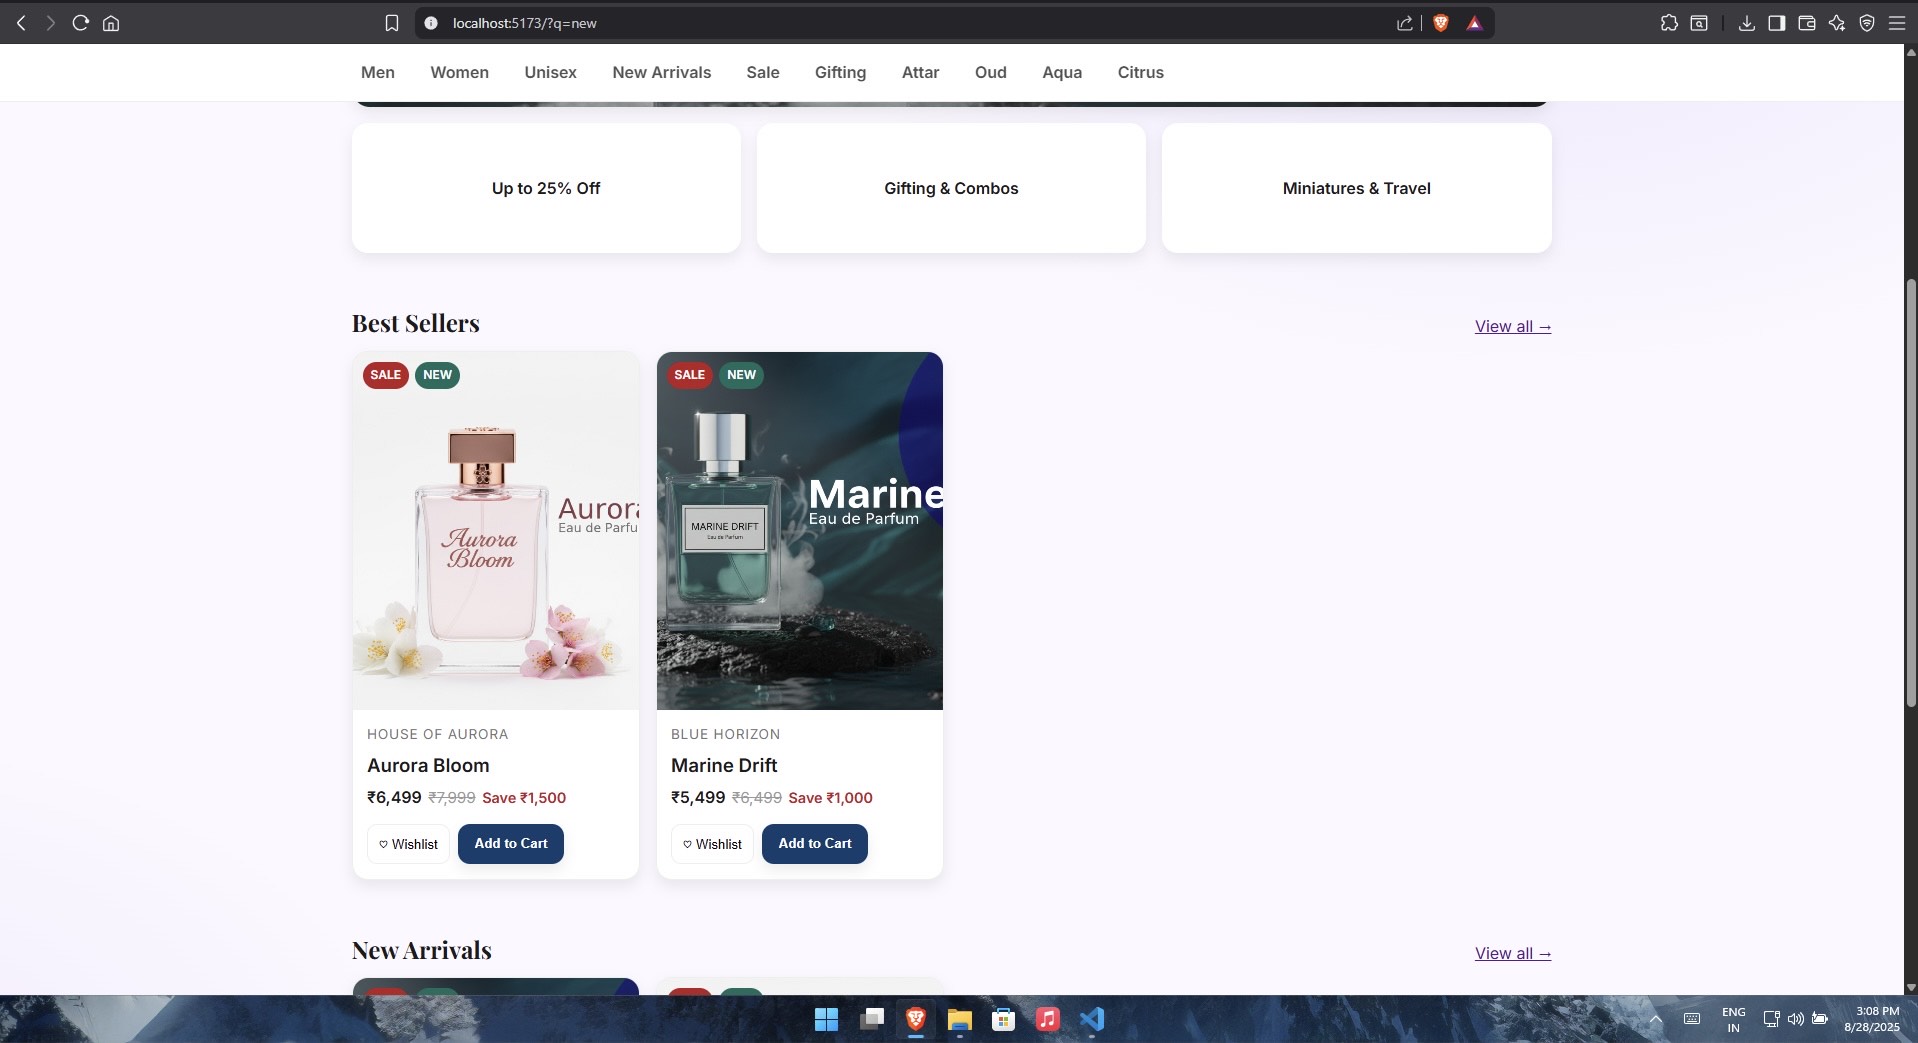 localhost:5173/?q=new
Men Women Unisex New Arrivals Sale Gifting Attar Oud Aqua Citrus
Up to 25% Off
Gifting & Combos
Miniatures & Travel
Best Sellers
View all →
SALE NEW
Aurora
Eau de Parfu
Aurora
Bloom
HOUSE OF AURORA
Aurora Bloom
₹6,499 ₹7,999 Save ₹1,500
♡ Wishlist
Add to Cart
SALE NEW
Marine
Eau de Parfum
MARINE DRIFT
Eau de Parfum
BLUE HORIZON
Marine Drift
₹5,499 ₹6,499 Save ₹1,000
♡ Wishlist
Add to Cart
New Arrivals
View all →
ENG
IN
3:08 PM
8/28/2025